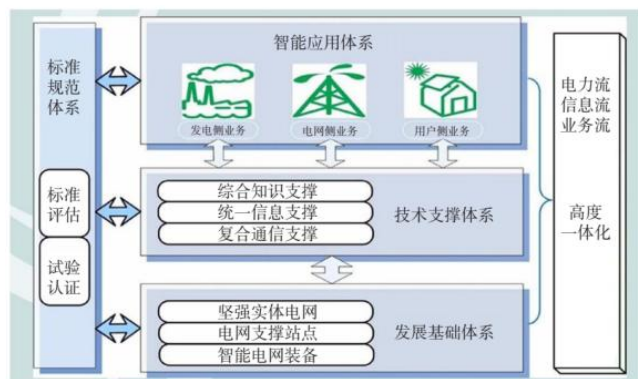 标准
规范
体系
标准
评估
试验
认证
智能应用体系
发电侧业务
电网侧业务
用户侧业务
综合知识支撑
统一信息支撑
复合通信支撑
技术支撑体系
坚强实体电网
电网支撑站点
智能电网装备
发展基础体系
电力流
信息流
业务流
高度
一体化